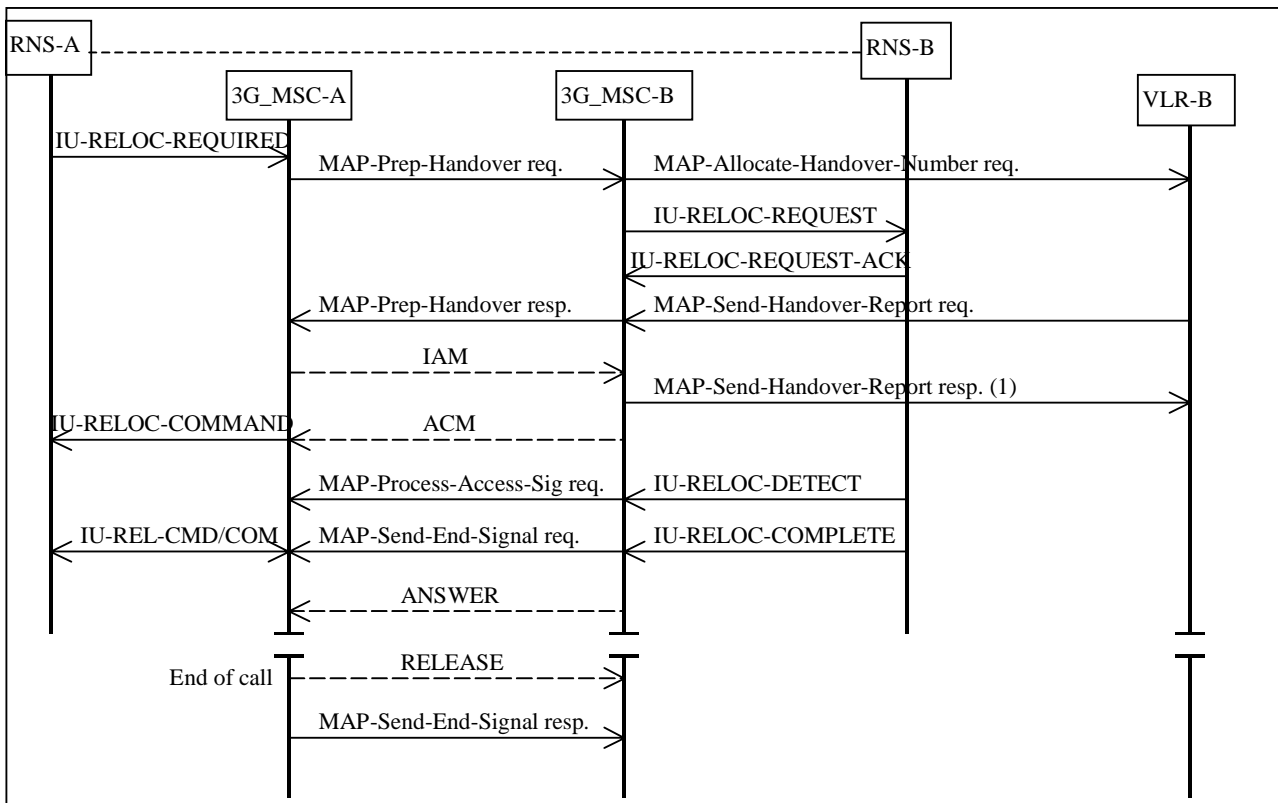 RNS-A
RNS-B
3G_MSC-A
3G_MSC-B
VLR-B
IU-RELOC-REQUIRED
MAP-Prep-Handover req.
MAP-Allocate-Handover-Number req.
IU-RELOC-REQUEST
IU-RELOC-REQUEST-ACK
MAP-Prep-Handover resp.
MAP-Send-Handover-Report req.
IAM
MAP-Send-Handover-Report resp. (1)
IU-RELOC-COMMAND
ACM
MAP-Process-Access-Sig req.
IU-RELOC-DETECT
IU-REL-CMD/COM
MAP-Send-End-Signal req.
IU-RELOC-COMPLETE
ANSWER
RELEASE
End of call
MAP-Send-End-Signal resp.